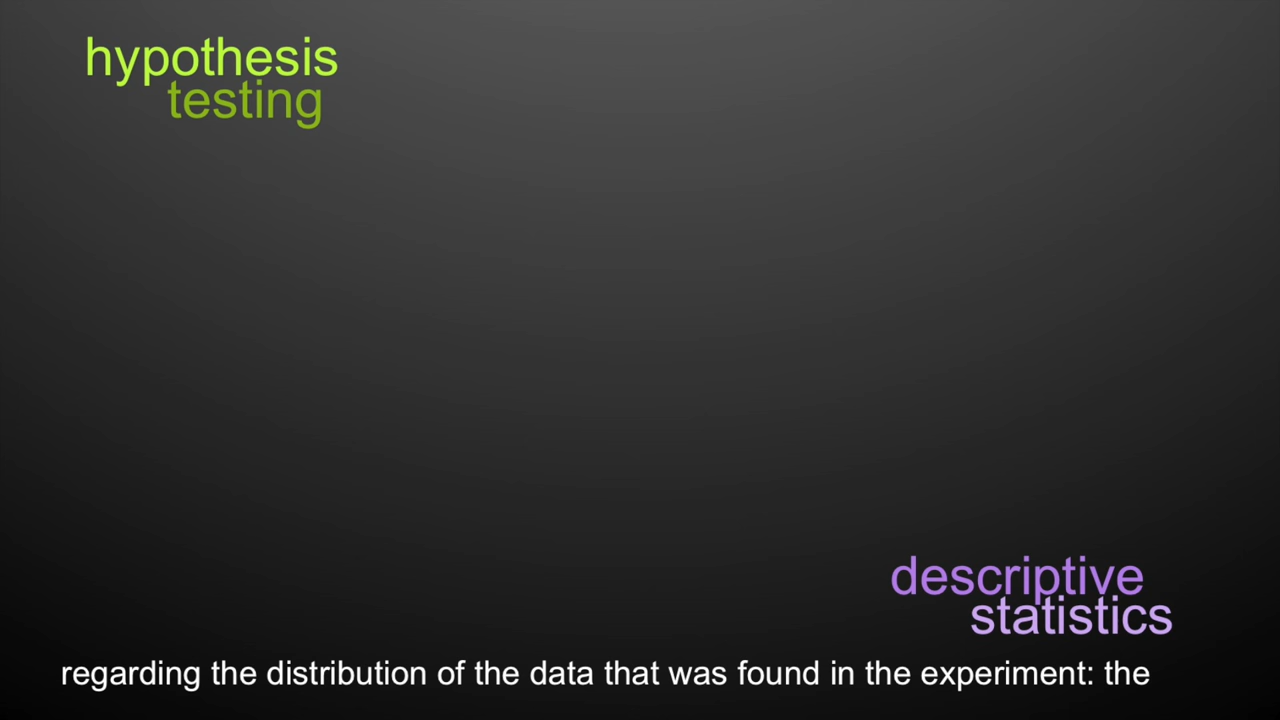 hypothesis
testing
descriptive
statistics
regarding the distribution of the data that was found in the experiment: the